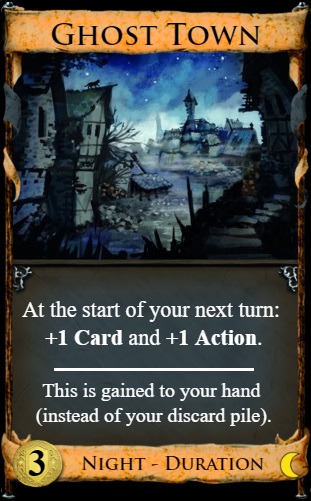 Ghost Town
At the start of your next turn:
+1 Card and +1 Action.
This is gained to your hand
(instead of your discard pile).
3 Night - Duration